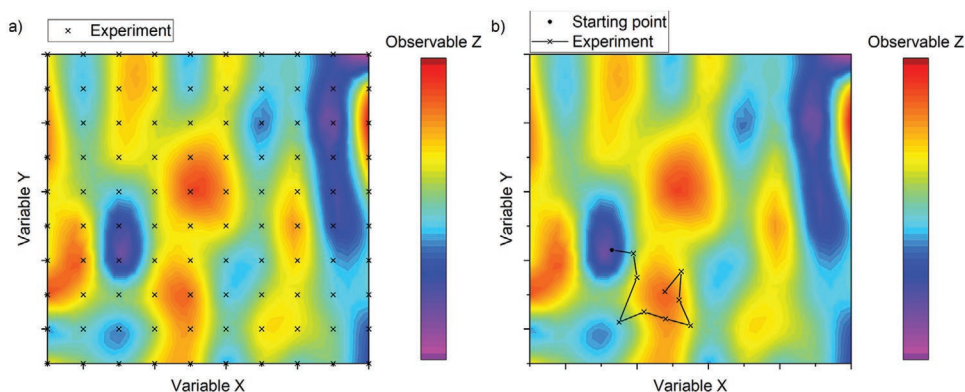 a)
× Experiment
Observable Z
Variable Y
Variable X
b)
Starting point
Experiment
Observable Z
Variable Y
Variable X